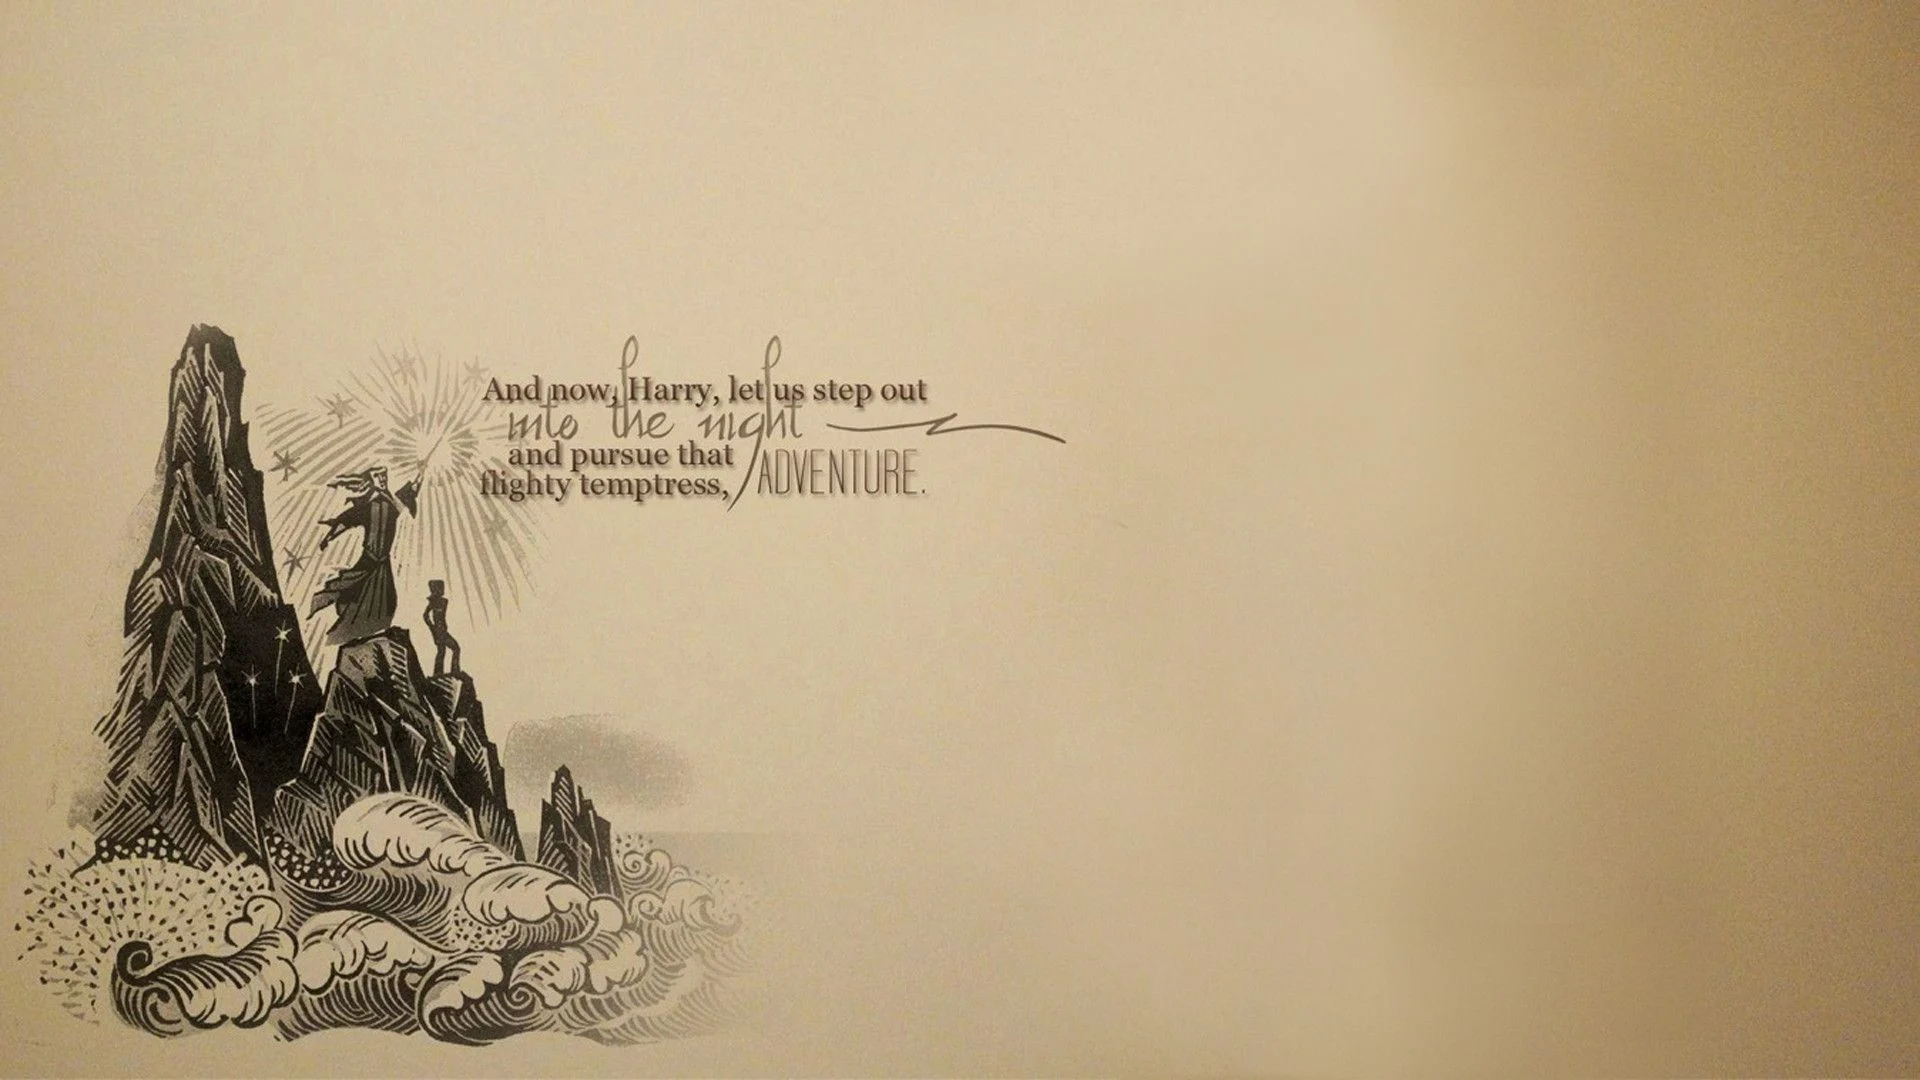 And now, Harry, let us step out
into the night
and pursue that
flighty temptress, ADVENTURE.